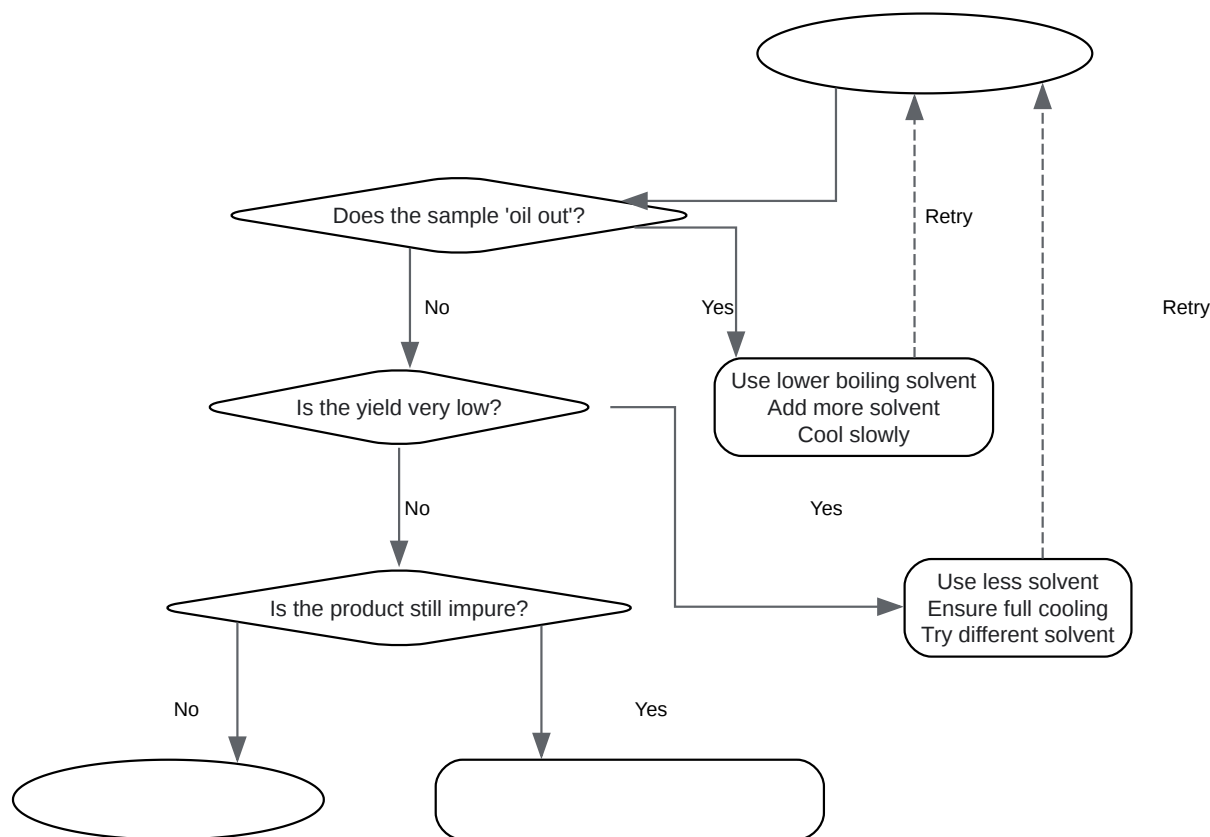 Does the sample 'oil out'?
Retry
No
Yes
Retry
Use lower boiling solvent
Add more solvent
Cool slowly
Is the yield very low?
No
Yes
Use less solvent
Ensure full cooling
Try different solvent
Is the product still impure?
No
Yes